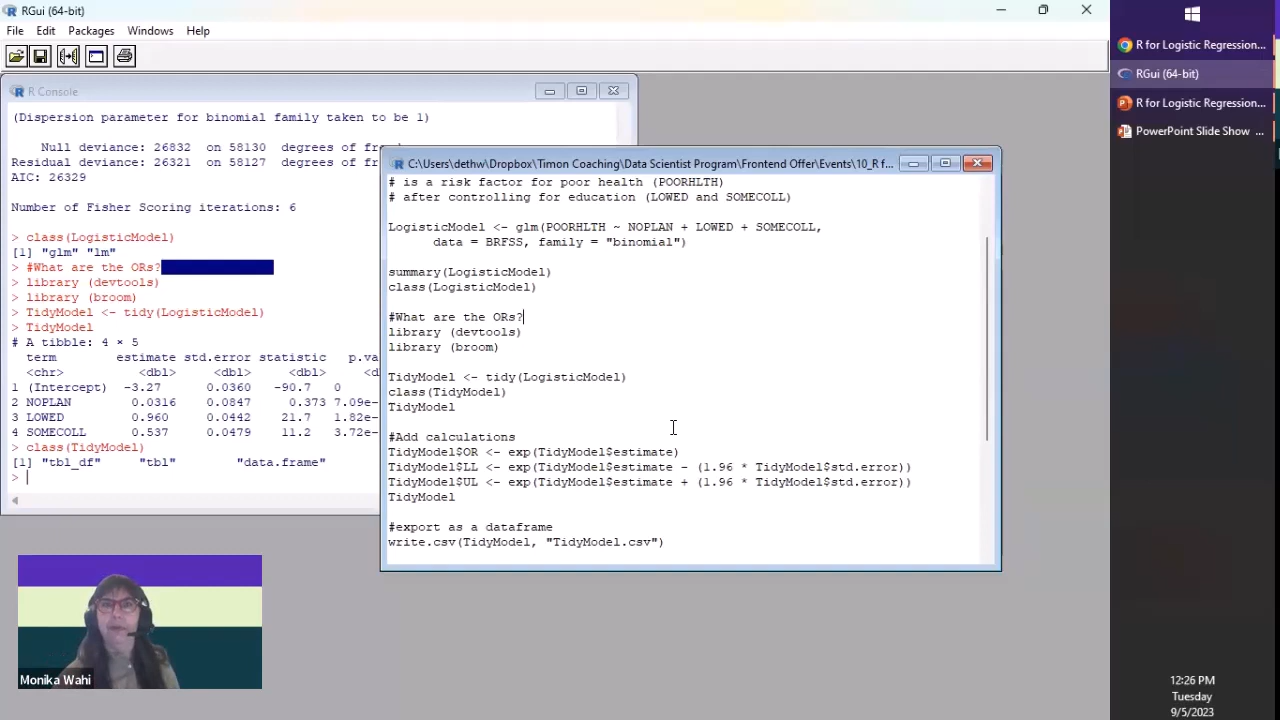 RGui (64-bit)
File Edit Packages Windows Help
R Console
(Dispersion parameter for binomial family taken to be 1)
Null deviance: 26832 on 58130 degrees of
Residual deviance: 26321 on 58127 degrees of
AIC: 26329
Number of Fisher Scoring iterations: 6
> class(LogisticModel)
[1] "glm" "lm"
> #What are the ORs?
> library (devtools)
> library (broom)
> TidyModel <- tidy(LogisticModel)
> TidyModel
# A tibble: 4 × 5
term estimate std.error statistic p.va
<chr> <dbl> <dbl> <dbl> <d
1 (Intercept) -3.27 0.0360 -90.7 0
2 NOPLAN 0.0316 0.0847 0.373 7.09e-
3 LOWED 0.960 0.0442 21.7 1.82e-
4 SOMECOLL 0.537 0.0479 11.2 3.72e-
> class(TidyModel)
[1] "tbl_df" "tbl" "data.frame"
>
C:\Users\dethw\Dropbox\Timon Coaching\Data Scientist Program\Frontend Offer\Events\10_R f...
# is a risk factor for poor health (POORHLTH)
# after controlling for education (LOWED and SOMECOLL)
LogisticModel <- glm(POORHLTH ~ NOPLAN + LOWED + SOMECOLL,
data = BRFSS, family = "binomial")
summary(LogisticModel)
class(LogisticModel)
#What are the ORs?
library (devtools)
library (broom)
TidyModel <- tidy(LogisticModel)
class(TidyModel)
TidyModel
#Add calculations
TidyModel$OR <- exp(TidyModel$estimate)
TidyModel$LL <- exp(TidyModel$estimate - (1.96 * TidyModel$std.error))
TidyModel$UL <- exp(TidyModel$estimate + (1.96 * TidyModel$std.error))
TidyModel
#export as a dataframe
write.csv(TidyModel, "TidyModel.csv")
Monika Wahi
R for Logistic Regression...
RGui (64-bit)
R for Logistic Regression...
PowerPoint Slide Show ...
12:26 PM
Tuesday
9/5/2023